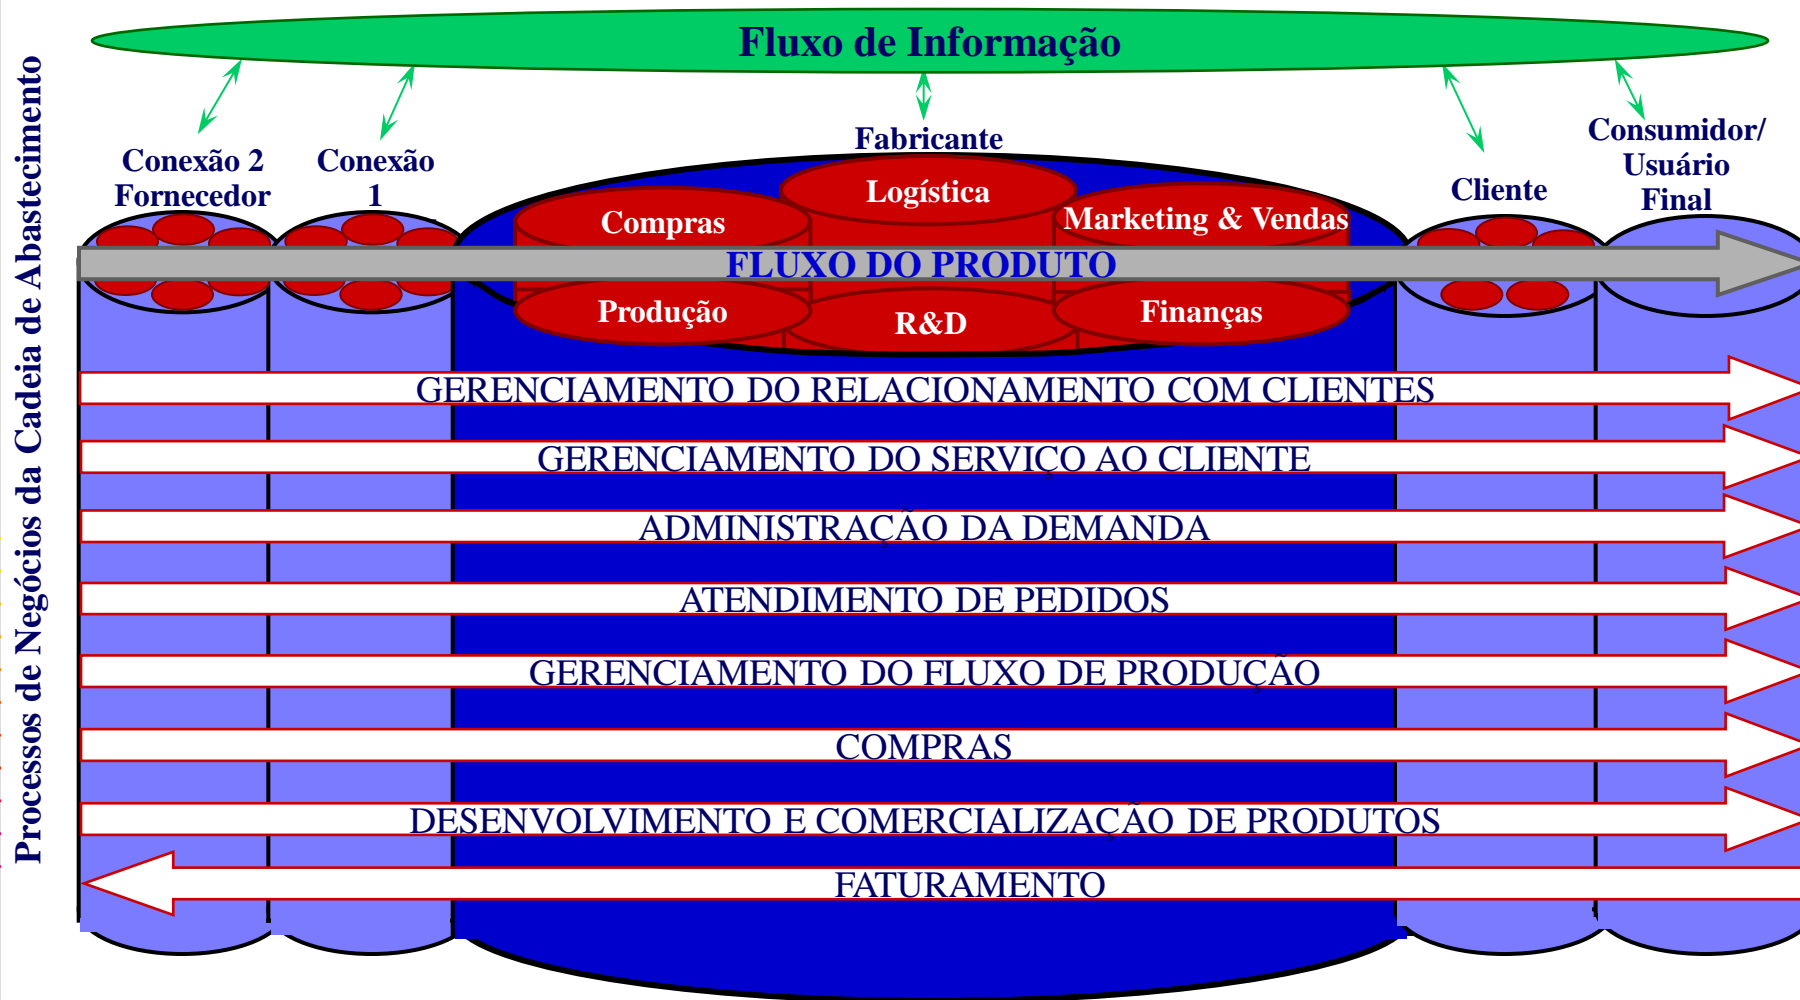 Fluxo de Informação
Processos de Negócios da Cadeia de Abastecimento
Conexão 2
Fornecedor
Conexão
1
Fabricante
Cliente
Consumidor/
Usuário
Final
Logística
Compras
Marketing & Vendas
FLUXO DO PRODUTO
Produção
R&D
Finanças
GERENCIAMENTO DO RELACIONAMENTO COM CLIENTES
GERENCIAMENTO DO SERVIÇO AO CLIENTE
ADMINISTRAÇÃO DA DEMANDA
ATENDIMENTO DE PEDIDOS
GERENCIAMENTO DO FLUXO DE PRODUÇÃO
COMPRAS
DESENVOLVIMENTO E COMERCIALIZAÇÃO DE PRODUTOS
FATURAMENTO